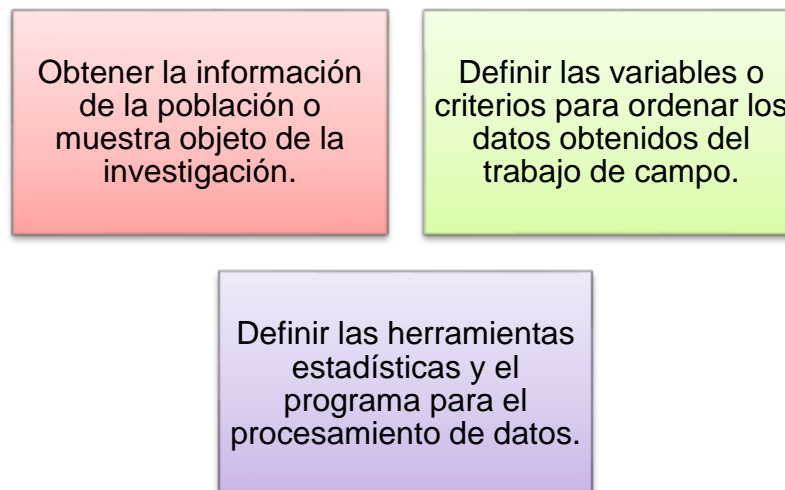 Obtener la información
de la población o
muestra objeto de la
investigación.
Definir las variables o
criterios para ordenar los
datos obtenidos del
trabajo de campo.
Definir las herramientas
estadísticas y el
programa para el
procesamiento de datos.